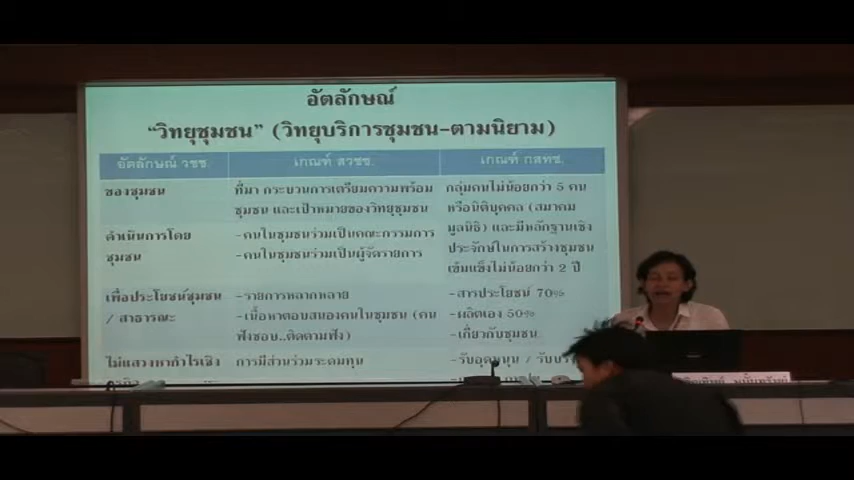 อัตลักษณ์
"วิทยุชุมชน" (วิทยุบริการชุมชน-ตามนิยาม)
อัตลักษณ์ วชช. เกณฑ์ สวชช. เกณฑ์ กสทช.
ของชุมชน
ที่มา กระบวนการเตรียมความพร้อม
ชุมชน และเป้าหมายของวิทยุชุมชน
กลุ่มคนไม่น้อยกว่า 5 คน
หรือนิติบุคคล (สมาคม
มูลนิธิ) และมีหลักฐานเชิง
ประจักษ์ในการสร้างชุมชน
เข้มแข็งไม่น้อยกว่า 2 ปี
ดำเนินการโดย
ชุมชน
-คนในชุมชนร่วมเป็นคณะกรรมการ
-คนในชุมชนร่วมเป็นผู้จัดรายการ
เพื่อประโยชน์ชุมชน
/ สาธารณะ
-รายการหลากหลาย
-เนื้อหาตอบสนองคนในชุมชน (คน
ฟังชอบ..ติดตามฟัง)
-สารประโยชน์ 70%
-ผลิตเอง 50%
-เกี่ยวกับชุมชน
ไม่แสวงหากำไรเชิง
การมีส่วนร่วมระดมทุน